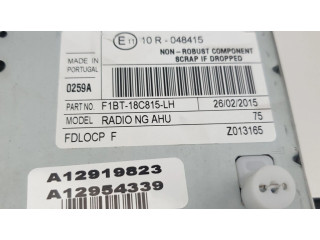 E11 10 R - 048415
NON - ROBUST COMPONENT
SCRAP IF DROPPED
MADE IN
PORTUGAL
0259A
PART NO. F1BT-18C815-LH 26/02/2015
MODEL RADIO NG AHU 75
FDLOCP F Z013165
A12919823
A12954339